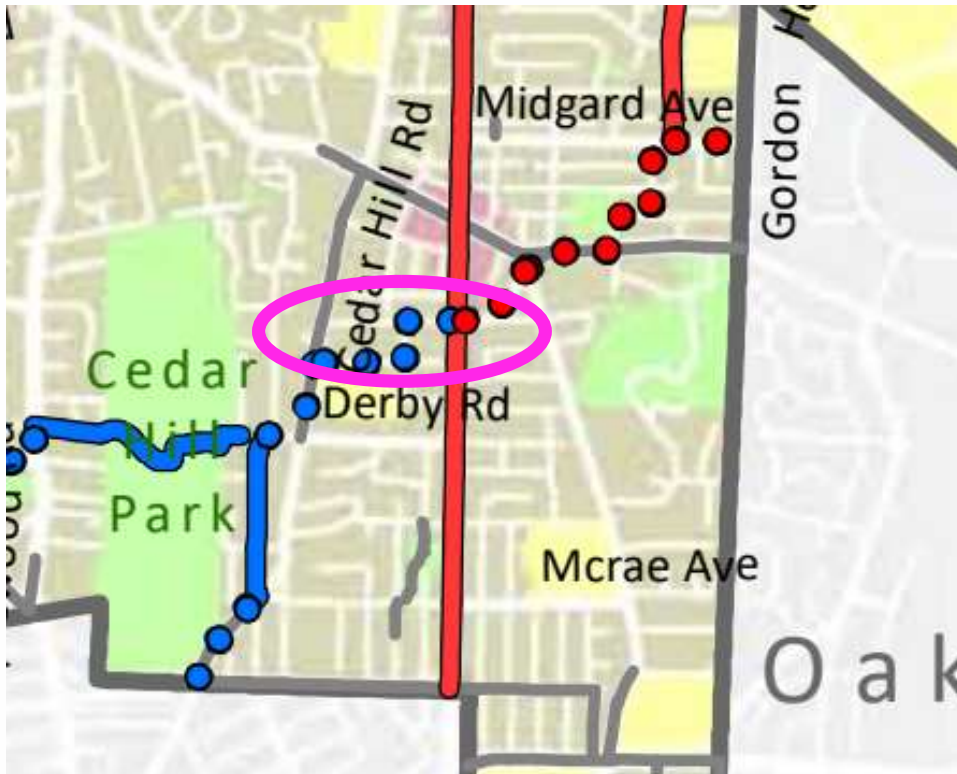 Midgard Ave
Cedar Hill Rd
Gordon
Cedar
Hill
Park
Derby Rd
Mcrae Ave
Oak